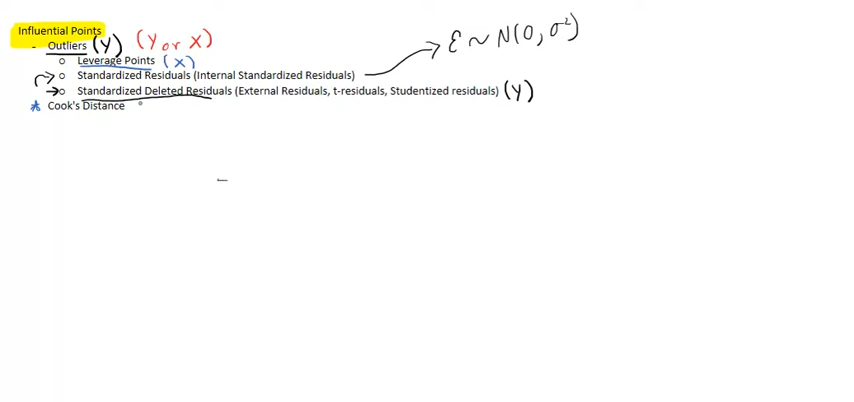 Influential Points
- Outliers (Y) (Y or X)
o Leverage Points (X)
o Standardized Residuals (Internal Standardized Residuals) ε ~ N(0, σ²)
o Standardized Deleted Residuals (External Residuals, t-residuals, Studentized residuals) (Y)
* Cook's Distance